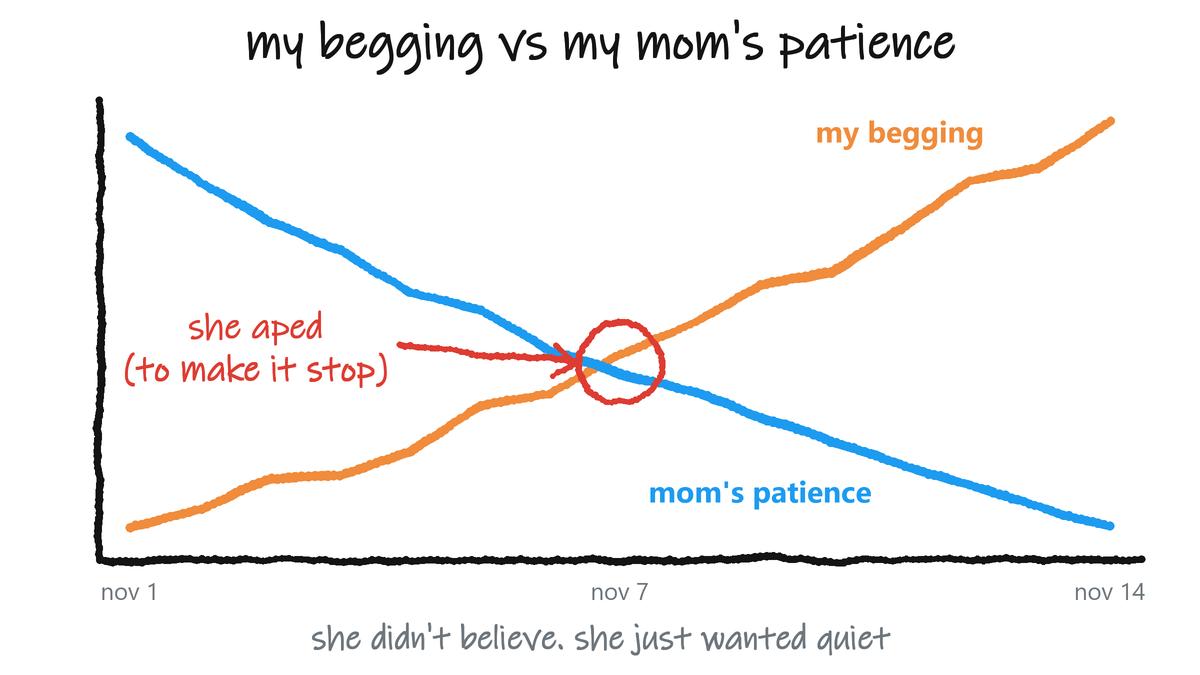 my begging vs my mom's patience
my begging
she aped
(to make it stop)
mom's patience
nov 1
nov 7
nov 14
she didn't believe. she just wanted quiet